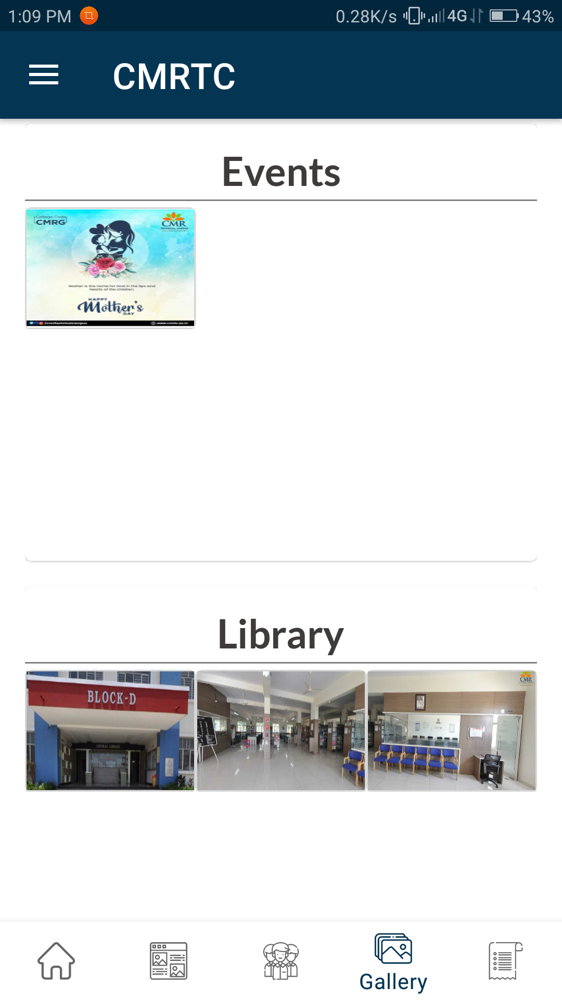 1:09 PM 0.28K/s 4G 43%
CMRTC
Events
College Code
CMRG
CMR
TECHNICAL CAMPUS
Mother is the name for God in the lips and
hearts of the children.
HAPPY
Mother's
DAY
/cmrtechnicalcampus www.cmrtc.ac.in
Library
BLOCK-D
CENTRAL LIBRARY
CMR
Gallery